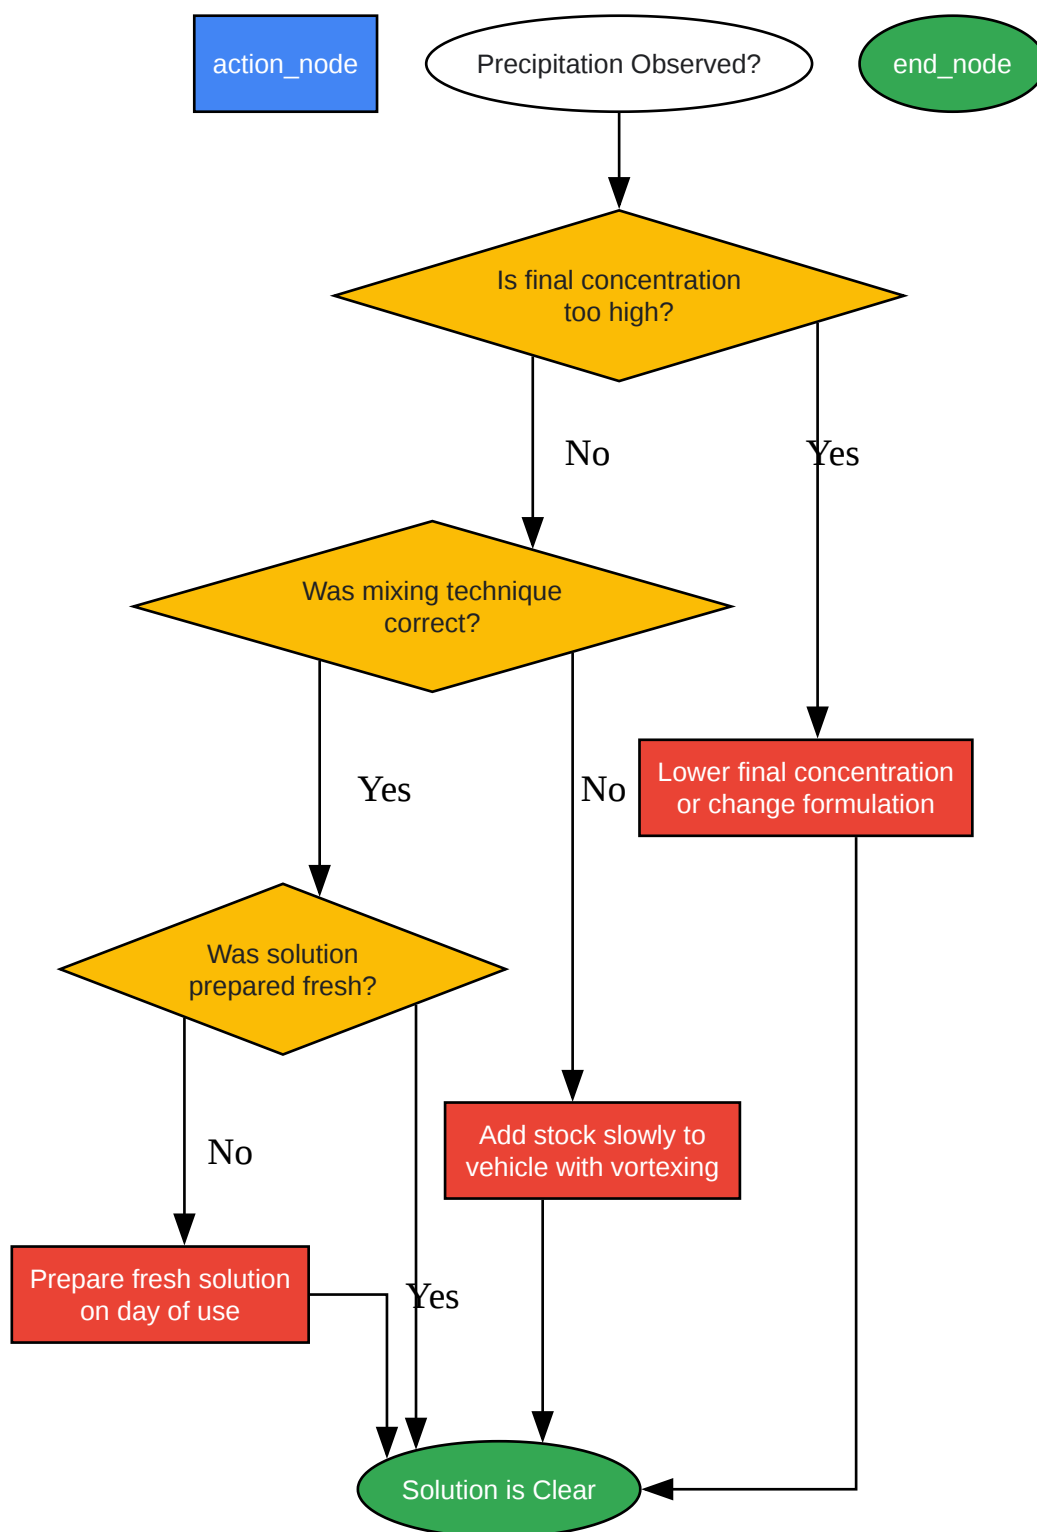 action_node
Precipitation Observed?
end_node
Is final concentration
too high?
No
Yes
Was mixing technique
correct?
Yes
No
Lower final concentration
or change formulation
Was solution
prepared fresh?
No
Add stock slowly to
vehicle with vortexing
Prepare fresh solution
on day of use
Yes
Solution is Clear